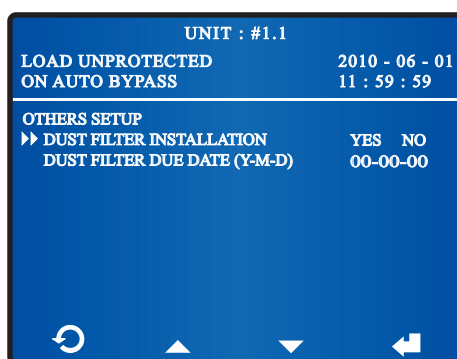 UNIT : #1.1
LOAD UNPROTECTED 2010 - 06 - 01
ON AUTO BYPASS 11 : 59 : 59
OTHERS SETUP
DUST FILTER INSTALLATION YES NO
DUST FILTER DUE DATE (Y-M-D) 00-00-00